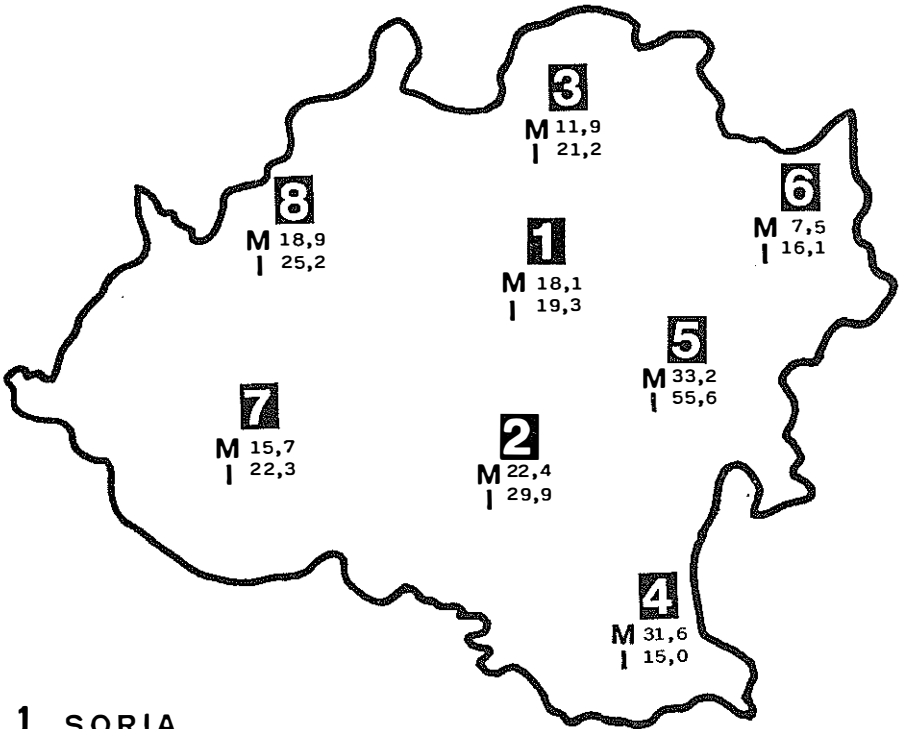 3
M 11,9
I 21,2
6
M 7,5
I 16,1
8
M 18,9
I 25,2
1
M 18,1
I 19,3
5
M 33,2
I 55,6
7
M 15,7
I 22,3
2
M 22,4
I 29,9
4
M 31,6
I 15,0
1 SORIA